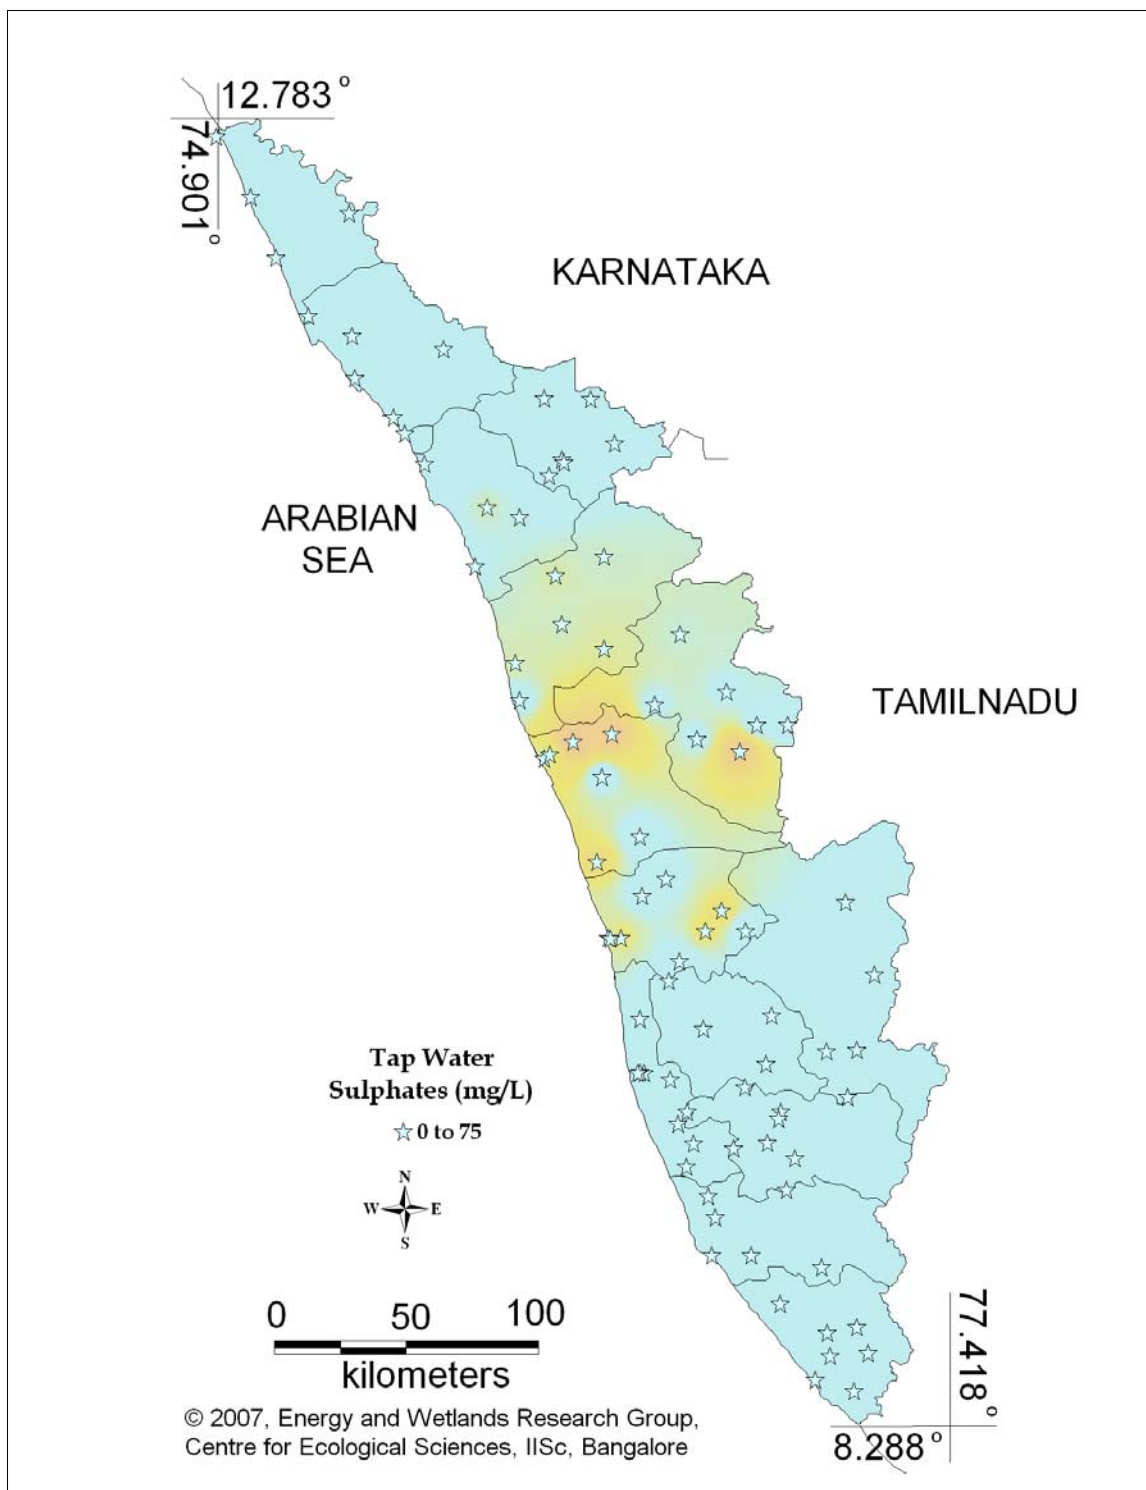 12.783 °
74.901°
KARNATAKA
ARABIAN
SEA
TAMILNADU
Tap Water
Sulphates (mg/L)
0 to 75
N
W E
S
0 50 100
kilometers
77.418 °
8.288 °
© 2007, Energy and Wetlands Research Group,
Centre for Ecological Sciences, IISc, Bangalore